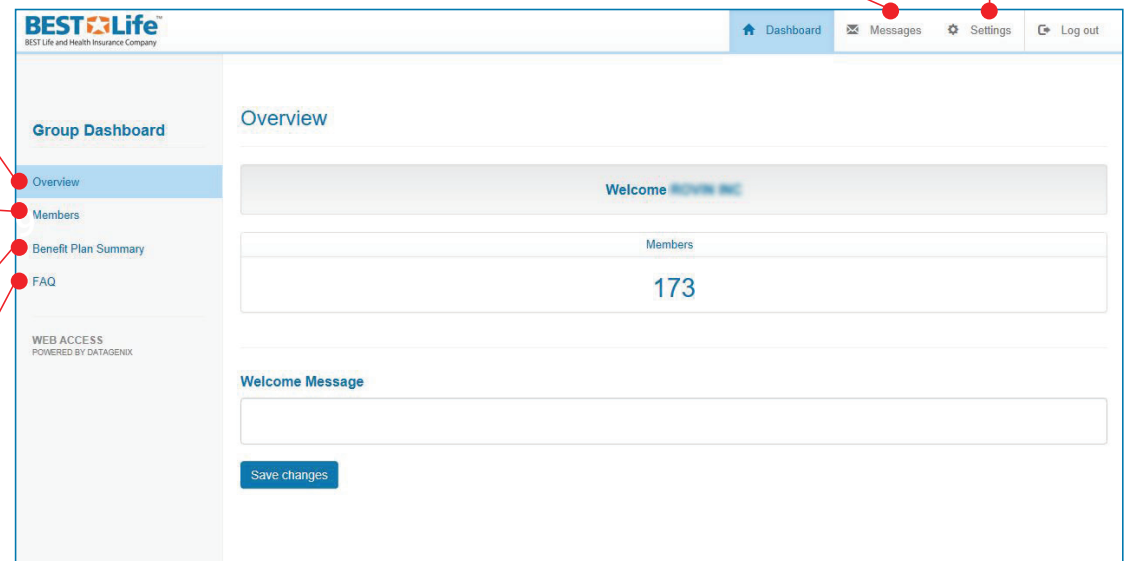 BEST Life™
BEST Life and Health Insurance Company
Dashboard Messages Settings Log out
Group Dashboard
Overview
Members
Benefit Plan Summary
FAQ
WEB ACCESS
POWERED BY DATAGENIX
Overview
Welcome
Members
173
Welcome Message
Save changes